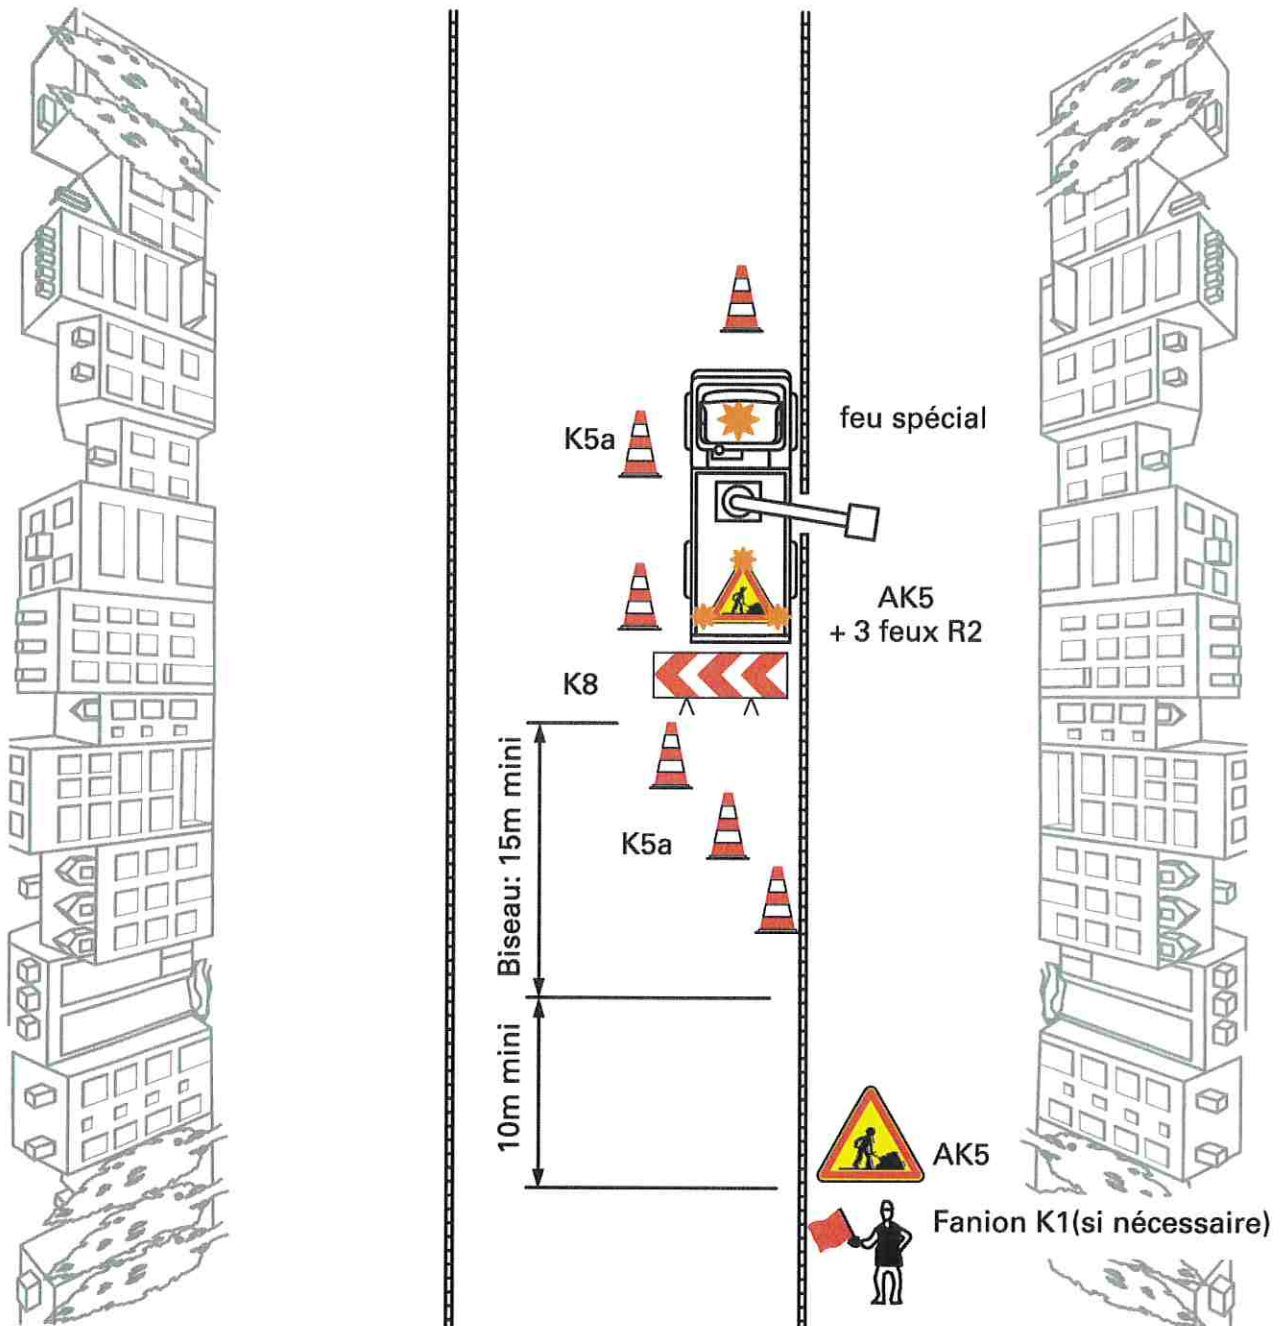 feu spécial
K5a
AK5
+ 3 feux R2
K8
Biseau: 15m mini
K5a
10m mini
AK5
Fanion K1(si nécessaire)